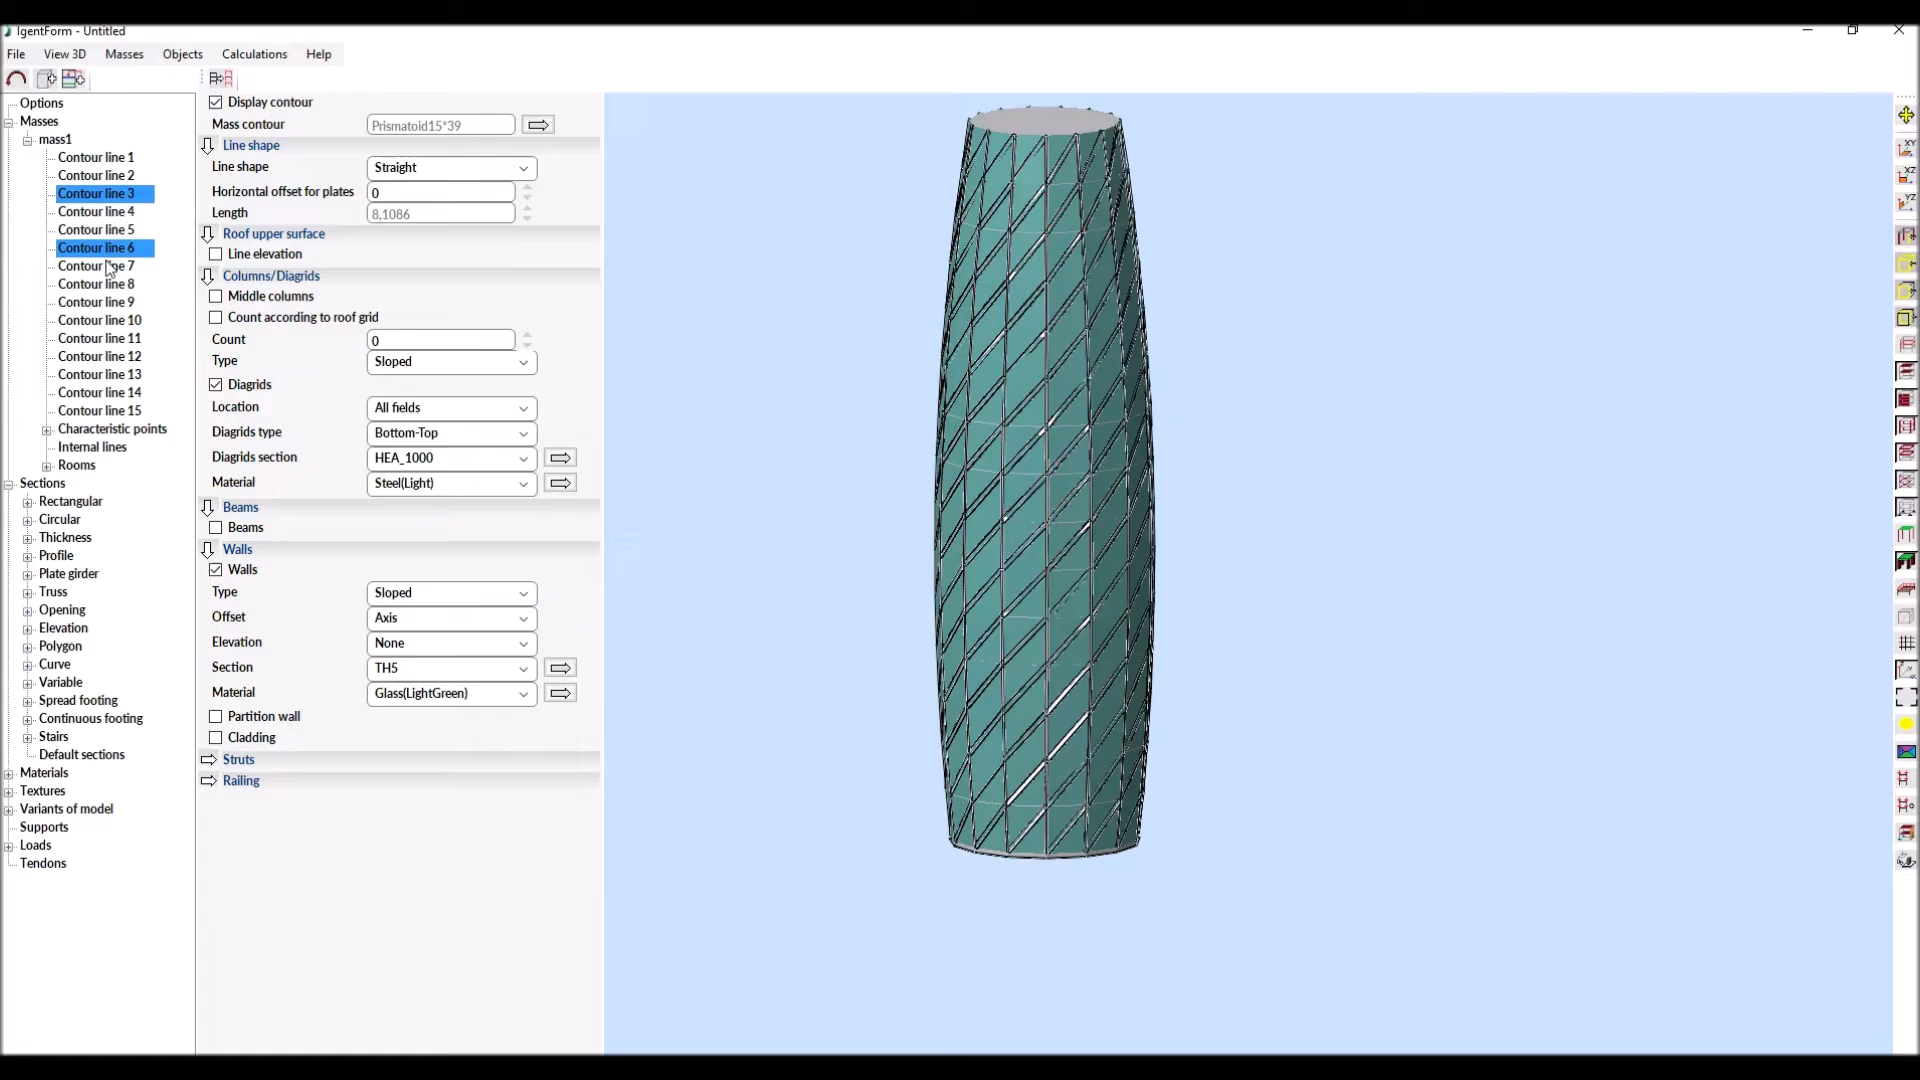 IgentForm - Untitled
File View 3D Masses Objects Calculations Help
Options
Masses
mass1
Contour line 1
Contour line 2
Contour line 3
Contour line 4
Contour line 5
Contour line 6
Contour line 7
Contour line 8
Contour line 9
Contour line 10
Contour line 11
Contour line 12
Contour line 13
Contour line 14
Contour line 15
Characteristic points
Internal lines
Rooms
Sections
Rectangular
Circular
Thickness
Profile
Plate girder
Truss
Opening
Elevation
Polygon
Curve
Variable
Spread footing
Continuous footing
Stairs
Default sections
Materials
Textures
Variants of model
Supports
Loads
Tendons
Display contour
Mass contour Prismatoid15*39
Line shape
Line shape Straight
Horizontal offset for plates 0
Length 8,1086
Roof upper surface
Line elevation
Columns/Diagrids
Middle columns
Count according to roof grid
Count 0
Type Sloped
Diagrids
Location All fields
Diagrids type Bottom-Top
Diagrids section HEA_1000
Material Steel(Light)
Beams
Beams
Walls
Walls
Type Sloped
Offset Axis
Elevation None
Section TH5
Material Glass(LightGreen)
Partition wall
Cladding
Struts
Railing
XY
XZ
YZ